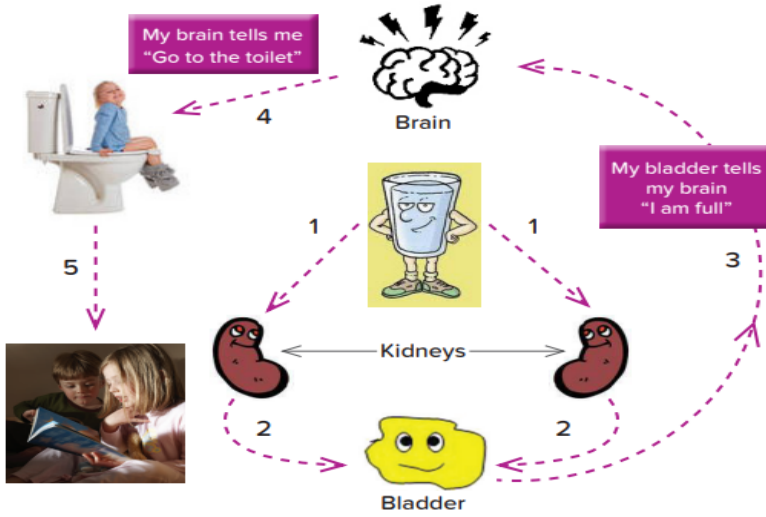 My brain tells me
“Go to the toilet”
4
Brain
My bladder tells
my brain
“I am full”
1
1
3
5
Kidneys
2
2
Bladder